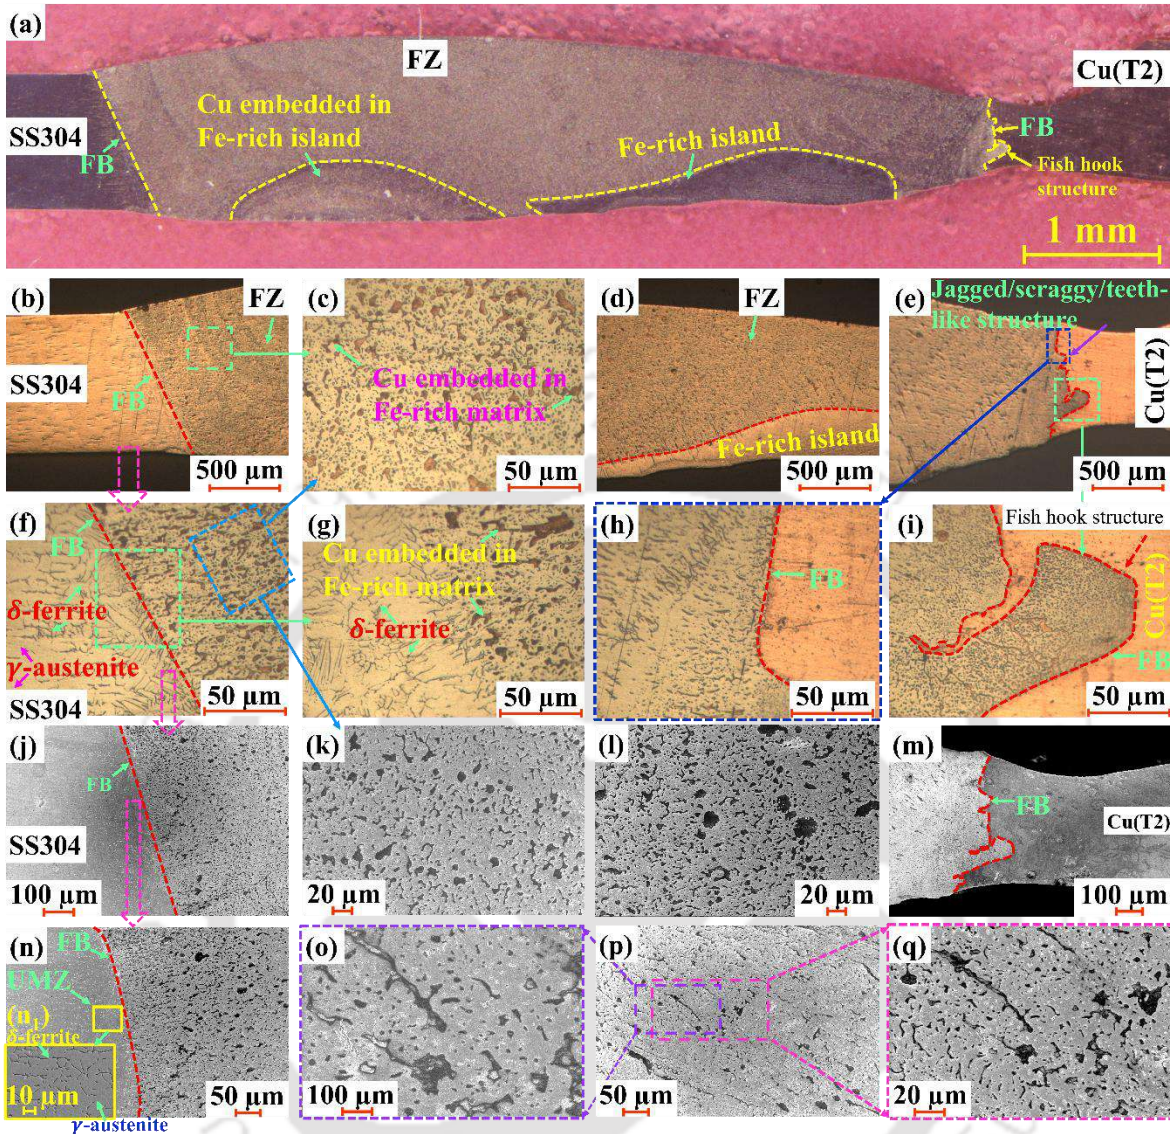 (a)
FZ
Cu(T2)
Cu embedded in
Fe-rich island
SS304
FB
Fe-rich island
FB
Fish hook
structure
1 mm
(b)
FZ
SS304
FB
500 µm
(c)
Cu embedded in
Fe-rich matrix
50 µm
(d)
FZ
Fe-rich island
500 µm
(e)
Jagged/scraggy/teeth-
like structure
Cu(T2)
500 µm
(f)
FB
δ-ferrite
γ-austenite
SS304
50 µm
(g)
Cu embedded in
Fe-rich matrix
δ-ferrite
50 µm
(h)
FB
50 µm
(i)
Fish hook structure
Cu(T2)
FB
50 µm
(j)
FB
SS304
100 µm
(k)
20 µm
(l)
20 µm
(m)
FB
Cu(T2)
100 µm
(n)
FB
UMZ
(n₁)
δ-ferrite
10 µm
γ-austenite
50 µm
(o)
100 µm
(p)
50 µm
(q)
20 µm